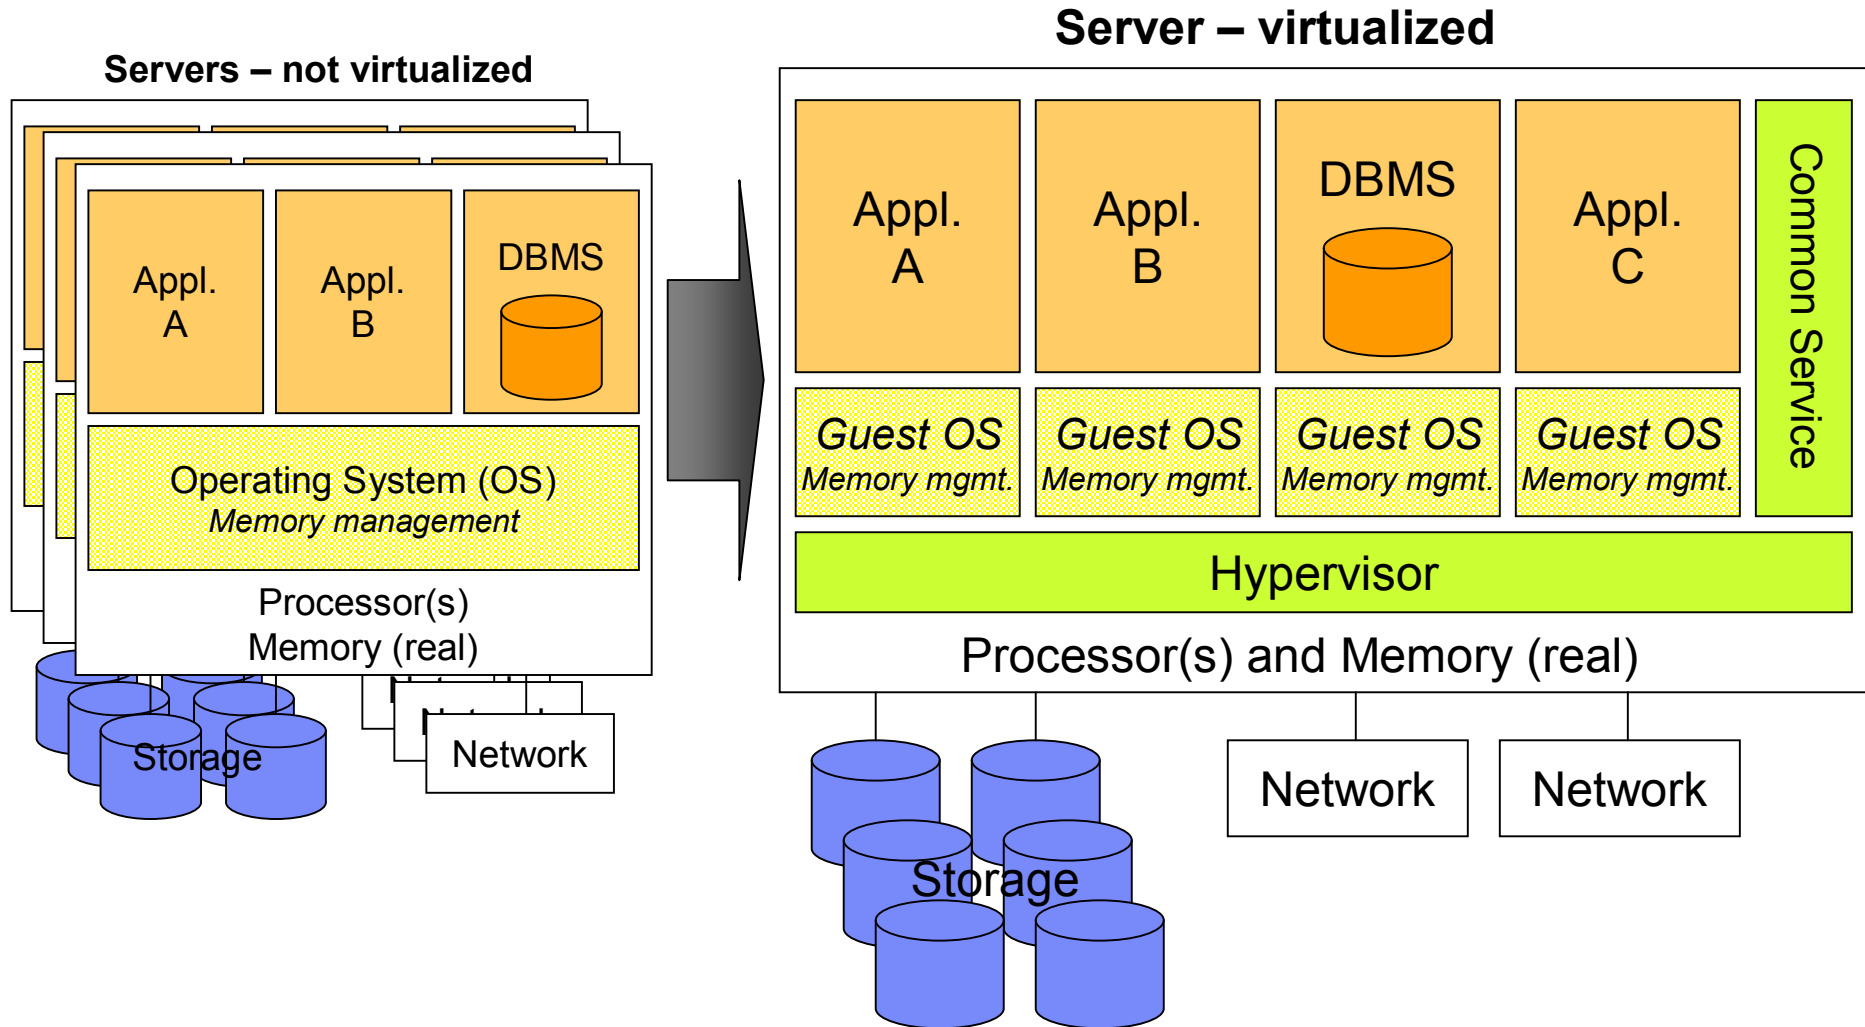 Servers – not virtualized
Appl.
A
Appl.
B
DBMS
Operating System (OS)
Memory management
Processor(s)
Memory (real)
Storage
Network
Server – virtualized
Appl.
A
Appl.
B
DBMS
Appl.
C
Common Service
Guest OS
Memory mgmt.
Guest OS
Memory mgmt.
Guest OS
Memory mgmt.
Guest OS
Memory mgmt.
Hypervisor
Processor(s) and Memory (real)
Storage
Network
Network